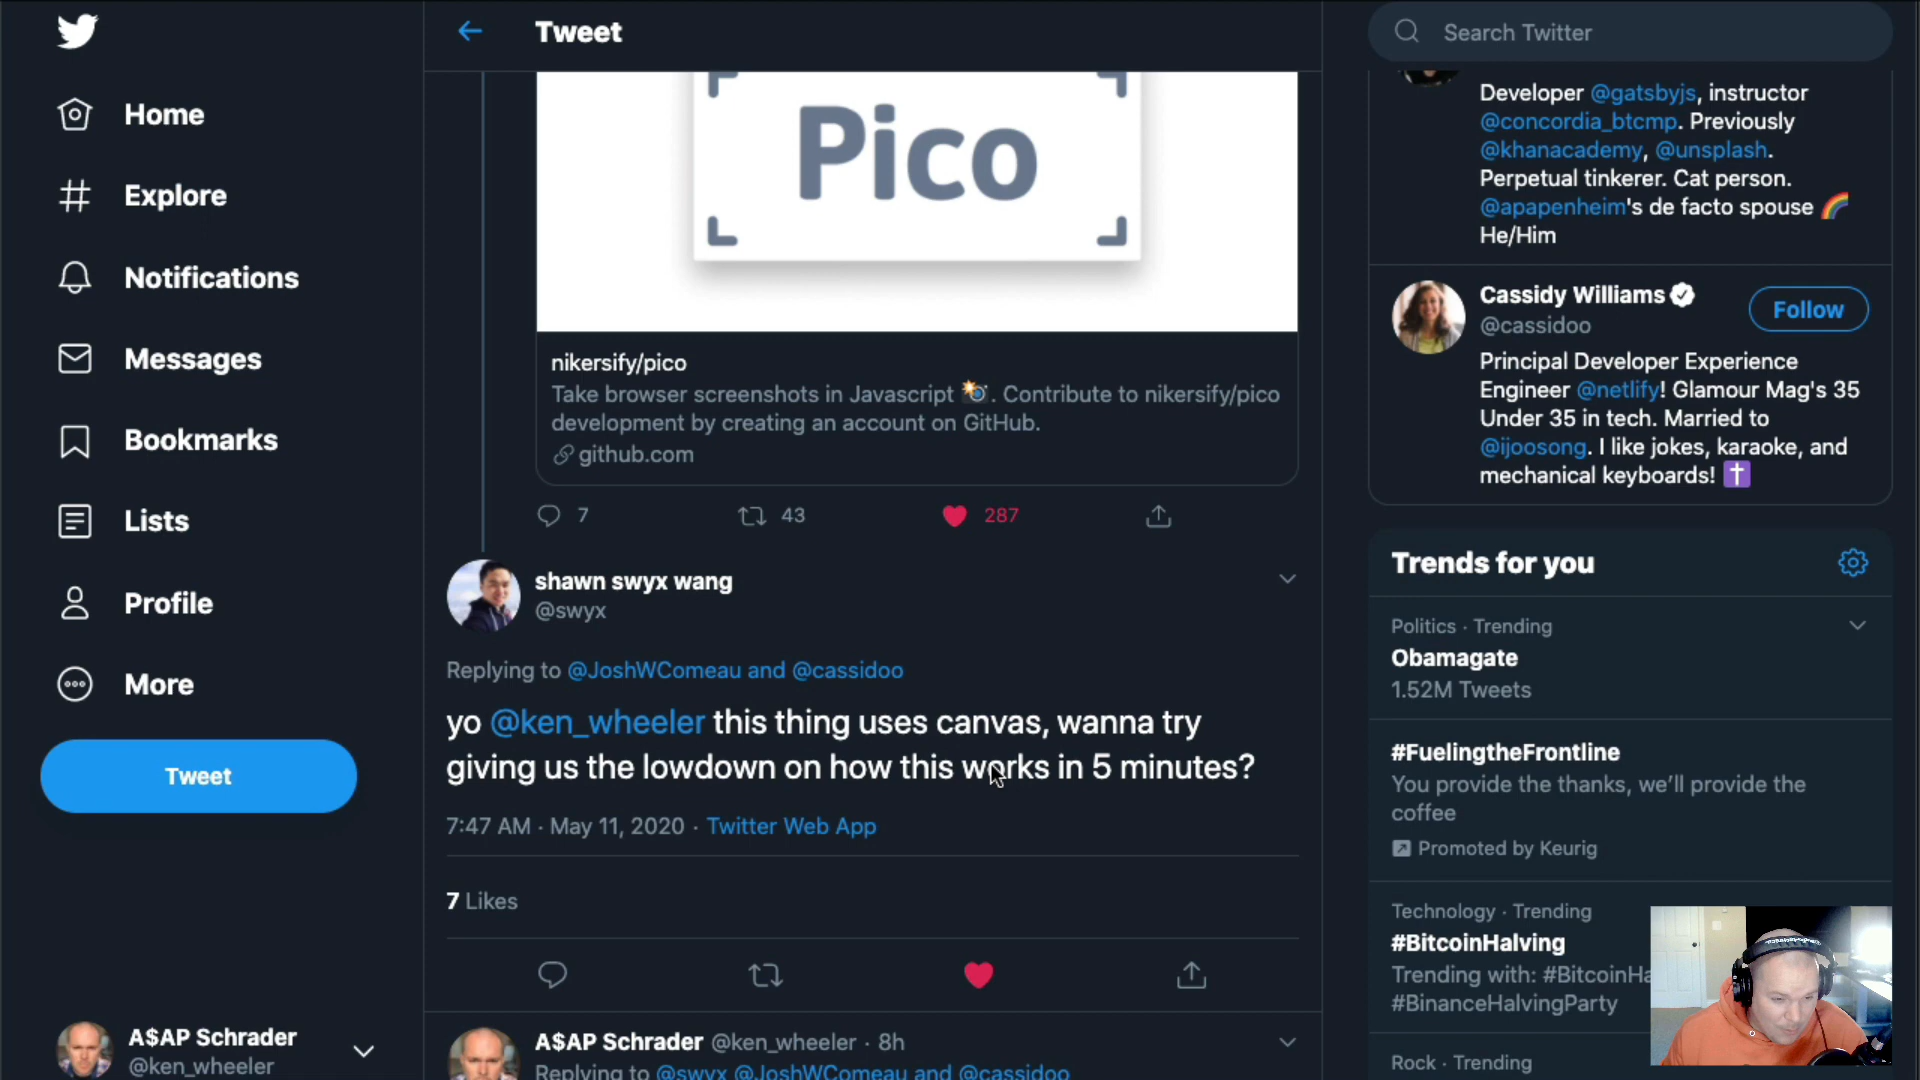 Home
Explore
Notifications
Messages
Bookmarks
Lists
Profile
More
Tweet
A$AP Schrader
@ken_wheeler
Tweet
Pico
nikersify/pico
Take browser screenshots in Javascript 📸. Contribute to nikersify/pico
development by creating an account on GitHub.
github.com
7
43
287
shawn swyx wang
@swyx
Replying to @JoshWComeau and @cassidoo
yo @ken_wheeler this thing uses canvas, wanna try
giving us the lowdown on how this works in 5 minutes?
7:47 AM · May 11, 2020 · Twitter Web App
7 Likes
A$AP Schrader @ken_wheeler · 8h
Replying to @swyx @JoshWComeau and @cassidoo
Search Twitter
Developer @gatsbyjs, instructor
@concordia_btcmp. Previously
@khanacademy, @unsplash.
Perpetual tinkerer. Cat person.
@apapenheim's de facto spouse 🌈
He/Him
Cassidy Williams
@cassidoo
Follow
Principal Developer Experience
Engineer @netlify! Glamour Mag's 35
Under 35 in tech. Married to
@ijoosong. I like jokes, karaoke, and
mechanical keyboards! ✝️
Trends for you
Politics · Trending
Obamagate
1.52M Tweets
#FuelingtheFrontline
You provide the thanks, we'll provide the
coffee
Promoted by Keurig
Technology · Trending
#BitcoinHalving
Trending with: #BitcoinHa
#BinanceHalvingParty
Rock · Trending